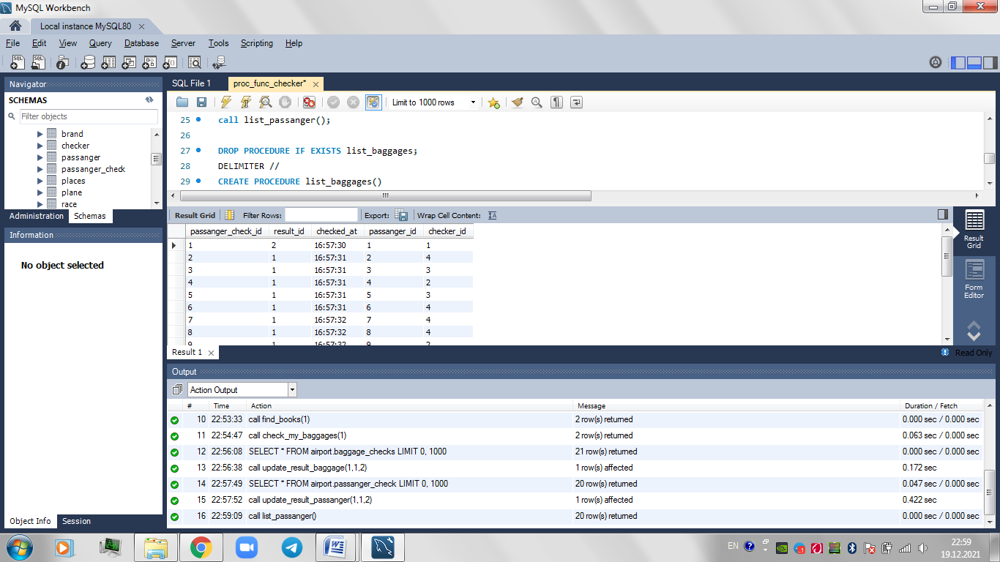 MySQL Workbench
Local instance MySQL80
File Edit View Query Database Server Tools Scripting Help
Navigator
SCHEMAS
Filter objects
brand
checker
passanger
passanger_check
places
plane
race
Administration Schemas
Information
No object selected
Object Info Session
SQL File 1 proc_func_checker*
Limit to 1000 rows
25 call list_passanger();
26
27 DROP PROCEDURE IF EXISTS list_baggages;
28 DELIMITER //
29 CREATE PROCEDURE list_baggages()
Result Grid Filter Rows: Export: Wrap Cell Content:
passanger_check_id result_id checked_at passanger_id checker_id
1 2 16:57:30 1 1
2 1 16:57:31 2 4
3 1 16:57:31 3 3
4 1 16:57:31 4 2
5 1 16:57:31 5 3
6 1 16:57:31 6 4
7 1 16:57:32 7 4
8 1 16:57:32 8 4
9 1 16:57:32 9 2
Result Grid
Form Editor
Result 1
Read Only
Output
Action Output
# Time Action Message Duration / Fetch
10 22:53:33 call find_books(1) 2 row(s) returned 0.000 sec / 0.000 sec
11 22:54:47 call check_my_baggages(1) 2 row(s) returned 0.063 sec / 0.000 sec
12 22:56:08 SELECT * FROM airport.baggage_checks LIMIT 0, 1000 21 row(s) returned 0.000 sec / 0.000 sec
13 22:56:38 call update_result_baggage(1,1,2) 1 row(s) affected 0.172 sec
14 22:57:49 SELECT * FROM airport.passanger_check LIMIT 0, 1000 20 row(s) returned 0.047 sec / 0.000 sec
15 22:57:52 call update_result_passanger(1,1,2) 1 row(s) affected 0.422 sec
16 22:59:09 call list_passanger() 20 row(s) returned 0.000 sec / 0.000 sec
EN
22:59
19.12.2021